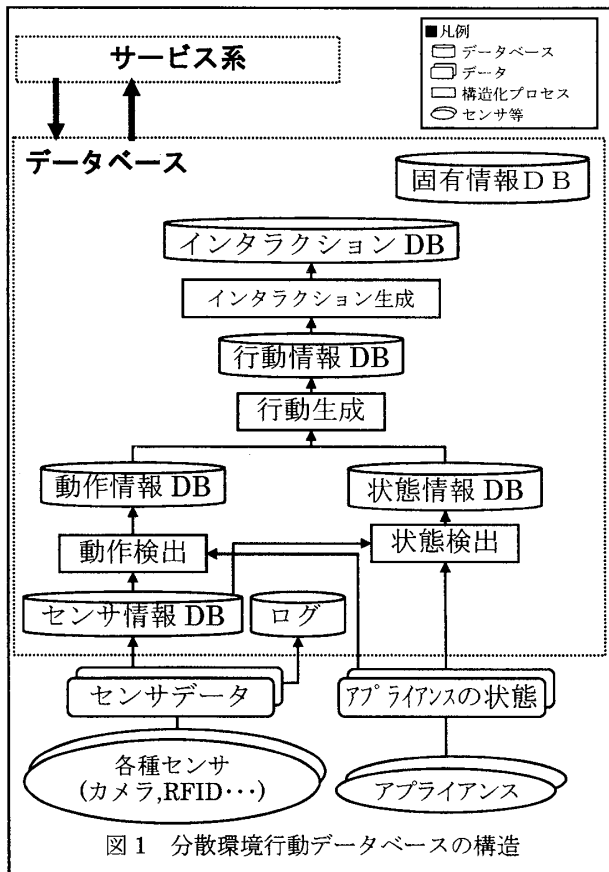 ■凡例
データベース
データ
構造化プロセス
センサ等
サービス系
データベース
固有情報ＤＢ
インタラクション DB
インタラクション生成
行動情報 DB
行動生成
動作情報 DB
状態情報 DB
動作検出
状態検出
センサ情報 DB
ログ
センサデータ
アプライアンスの状態
各種センサ
(カメラ,RFID･･･)
アプライアンス
図1 分散環境行動データベースの構造